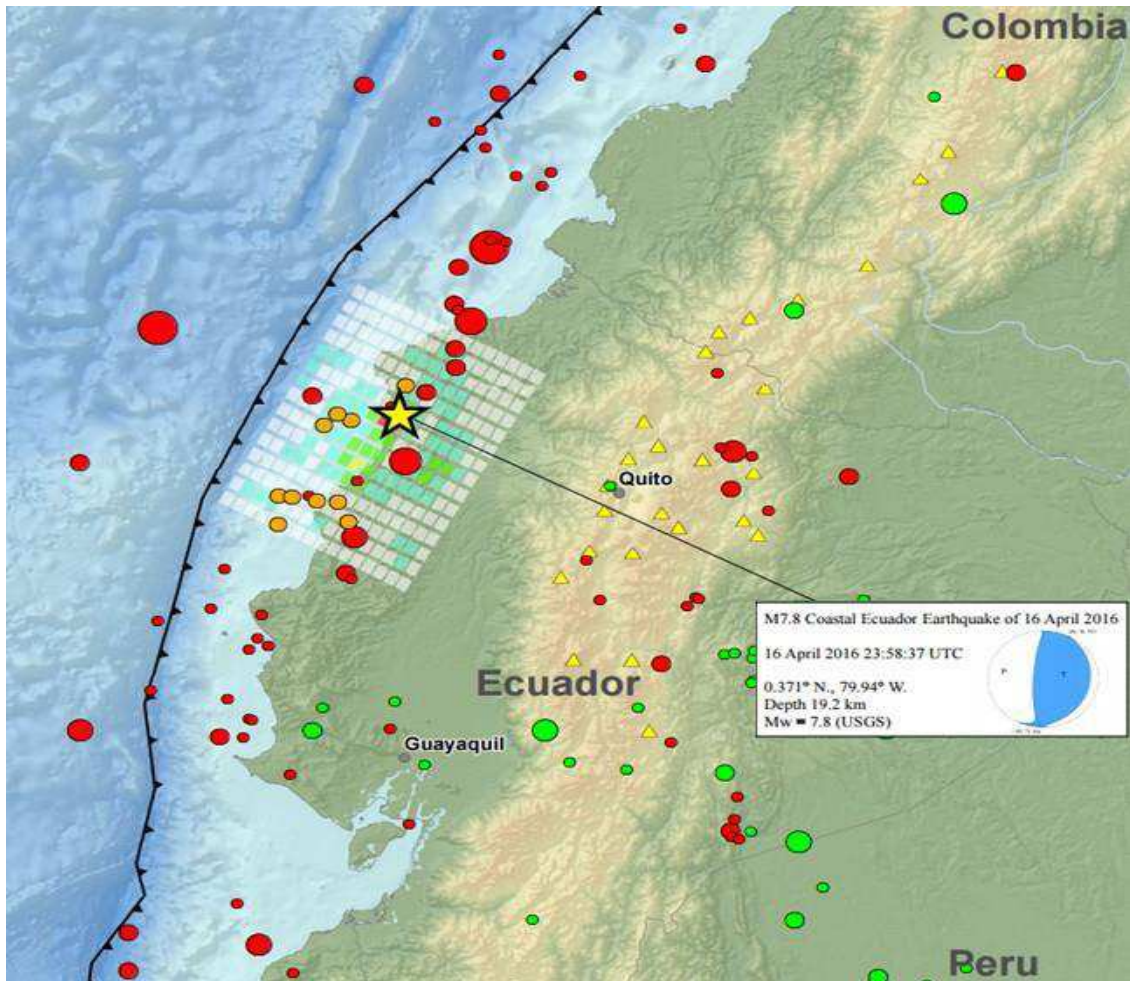 Colombia
Quito
M7.8 Coastal Ecuador Earthquake of 16 April 2016
16 April 2016 23:58:37 UTC
0.371° N., 79.94° W.
Depth 19.2 km
Mw = 7.8 (USGS)
P
T
Ecuador
Guayaquil
Peru